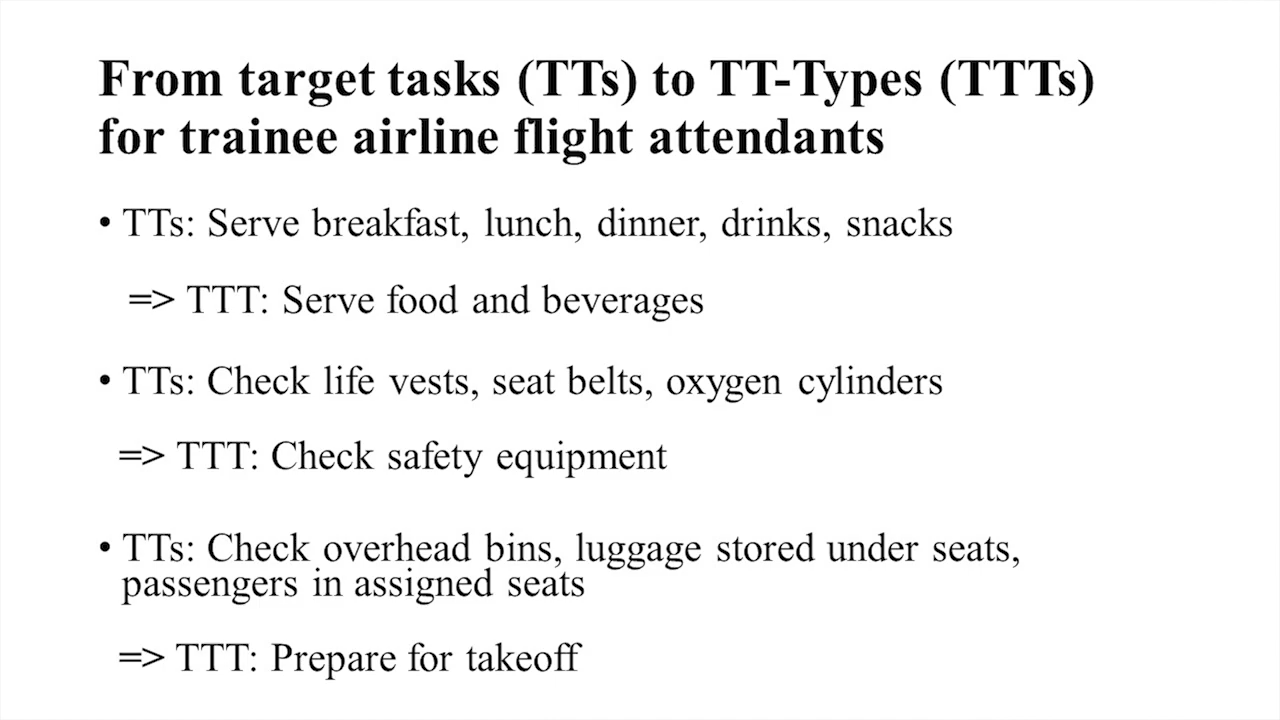 From target tasks (TTs) to TT-Types (TTTs)
for trainee airline flight attendants
• TTs: Serve breakfast, lunch, dinner, drinks, snacks
=> TTT: Serve food and beverages
• TTs: Check life vests, seat belts, oxygen cylinders
=> TTT: Check safety equipment
• TTs: Check overhead bins, luggage stored under seats,
passengers in assigned seats
=> TTT: Prepare for takeoff